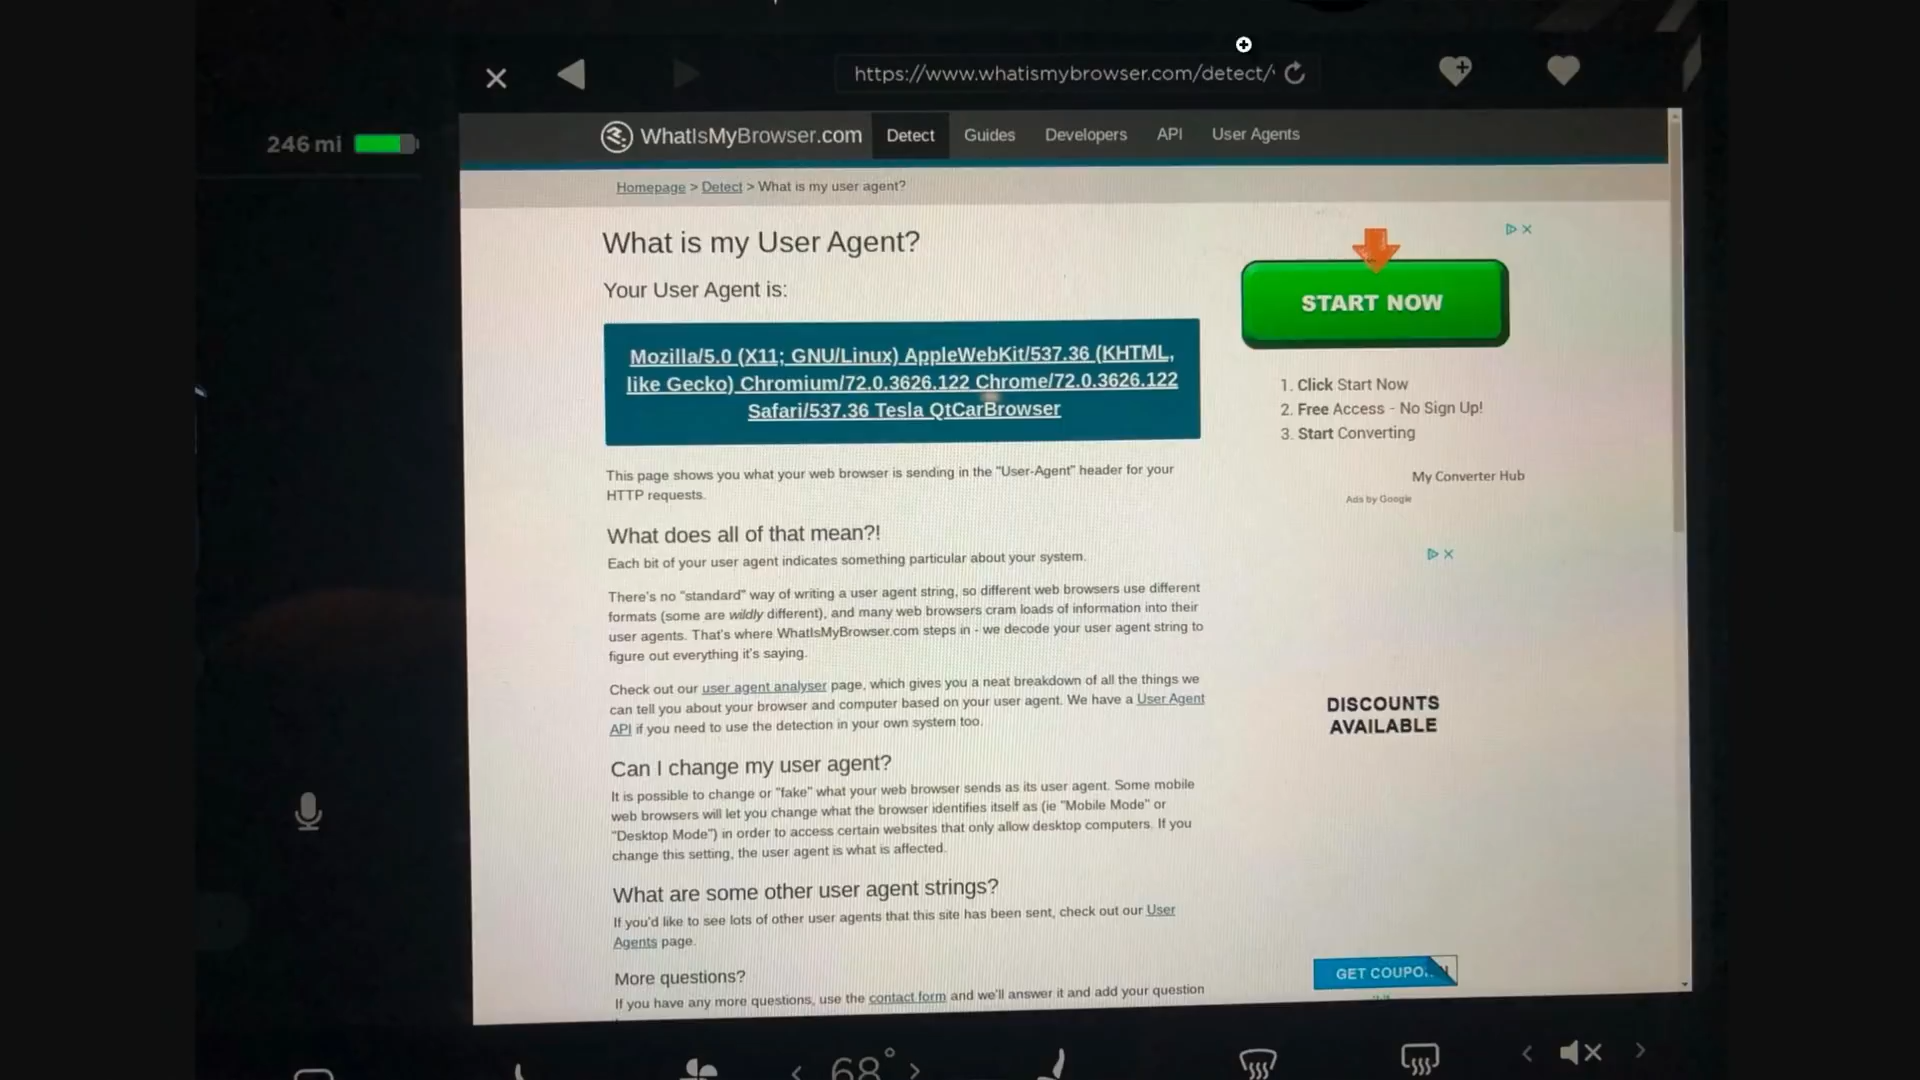 https://www.whatismybrowser.com/detect/
246 mi
WhatIsMyBrowser.com Detect Guides Developers API User Agents
Homepage > Detect > What is my user agent?
What is my User Agent?
Your User Agent is:
Mozilla/5.0 (X11; GNU/Linux) AppleWebKit/537.36 (KHTML,
like Gecko) Chromium/72.0.3626.122 Chrome/72.0.3626.122
Safari/537.36 Tesla QtCarBrowser
This page shows you what your web browser is sending in the "User-Agent" header for your
HTTP requests.
What does all of that mean?!
Each bit of your user agent indicates something particular about your system.
There's no "standard" way of writing a user agent string, so different web browsers use different
formats (some are wildly different), and many web browsers cram loads of information into their
user agents. That's where WhatIsMyBrowser.com steps in - we decode your user agent string to
figure out everything it's saying.
Check out our user agent analyser page, which gives you a neat breakdown of all the things we
can tell you about your browser and computer based on your user agent. We have a User Agent
API if you need to use the detection in your own system too.
Can I change my user agent?
It is possible to change or "fake" what your web browser sends as its user agent. Some mobile
web browsers will let you change what the browser identifies itself as (ie "Mobile Mode" or
"Desktop Mode") in order to access certain websites that only allow desktop computers. If you
change this setting, the user agent is what is affected.
What are some other user agent strings?
If you'd like to see lots of other user agents that this site has been sent, check out our User
Agents page.
More questions?
If you have any more questions, use the contact form and we'll answer it and add your question
START NOW
1. Click Start Now
2. Free Access - No Sign Up!
3. Start Converting
My Converter Hub
Ads by Google
DISCOUNTS
AVAILABLE
GET COUPO
68°